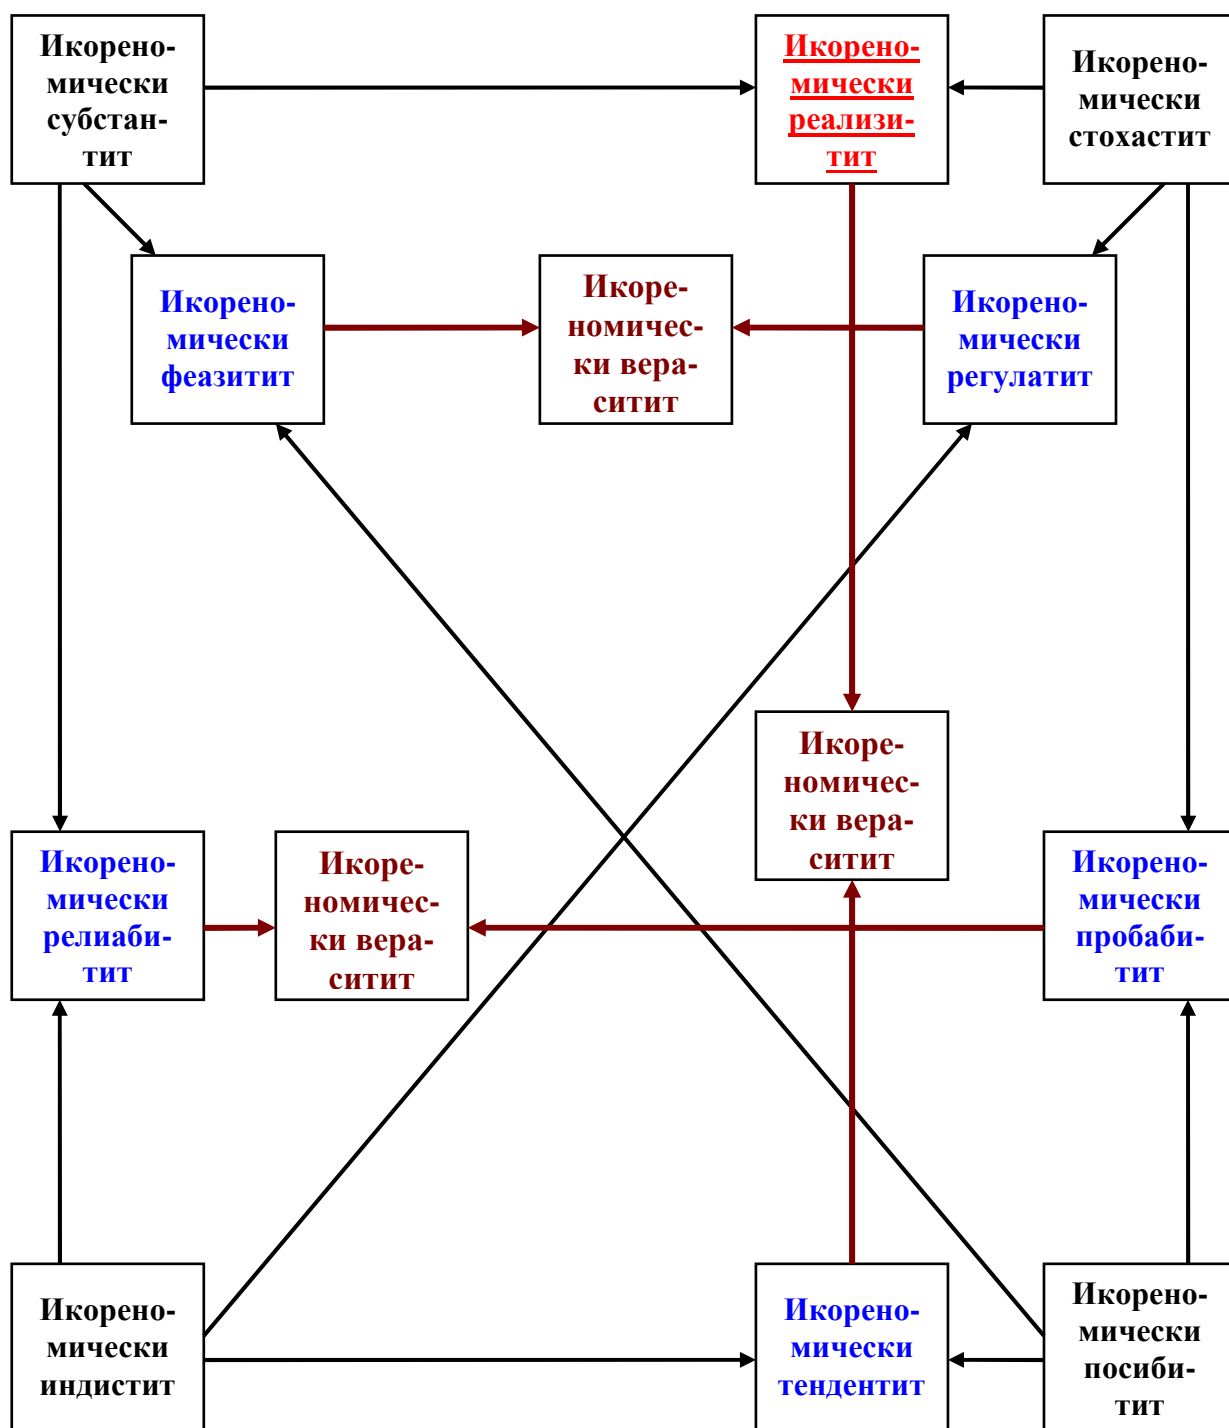 Икорено-
мически
субстан-
тит
Икорено-
мически
реализи-
тит
Икорено-
мически
стохастит
Икорено-
мически
феазитит
Икоре-
номичес-
ки вера-
ситит
Икорено-
мически
регулатит
Икоре-
номичес-
ки вера-
ситит
Икорено-
мически
релиаби-
тит
Икоре-
номичес-
ки вера-
ситит
Икорено-
мически
пробаби-
тит
Икорено-
мически
индистит
Икорено-
мически
тендентит
Икорено-
мически
посиби-
тит